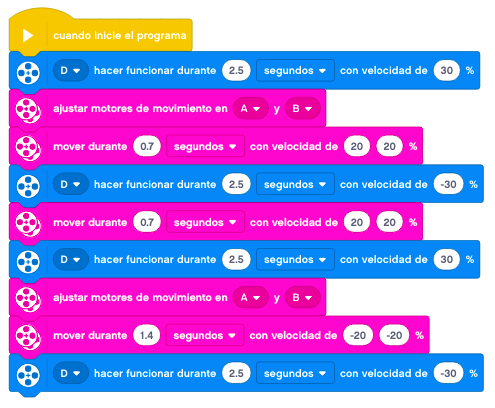 cuando inicie el programa
D hacer funcionar durante 2.5 segundos con velocidad de 30 %
ajustar motores de movimiento en A y B
mover durante 0.7 segundos con velocidad de 20 20 %
D hacer funcionar durante 2.5 segundos con velocidad de -30 %
mover durante 0.7 segundos con velocidad de 20 20 %
D hacer funcionar durante 2.5 segundos con velocidad de 30 %
ajustar motores de movimiento en A y B
mover durante 1.4 segundos con velocidad de -20 -20 %
D hacer funcionar durante 2.5 segundos con velocidad de -30 %